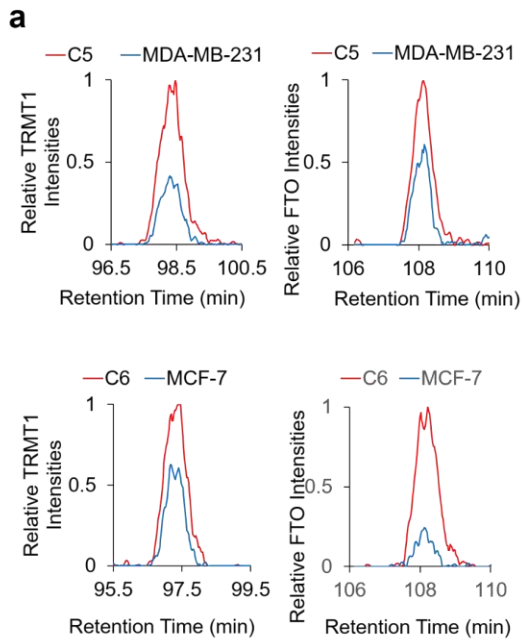 a
C5 MDA-MB-231
Relative TRMT1
Intensities
1
0.5
0
96.5 98.5 100.5
Retention Time (min)
C5 MDA-MB-231
Relative FTO Intensities
1
0.5
0
106 108 110
Retention Time (min)
C6 MCF-7
Relative TRMT1
Intensities
1
0.5
0
95.5 97.5 99.5
Retention Time (min)
C6 MCF-7
Relative FTO Intensities
1
0.5
0
106 108 110
Retention Time (min)